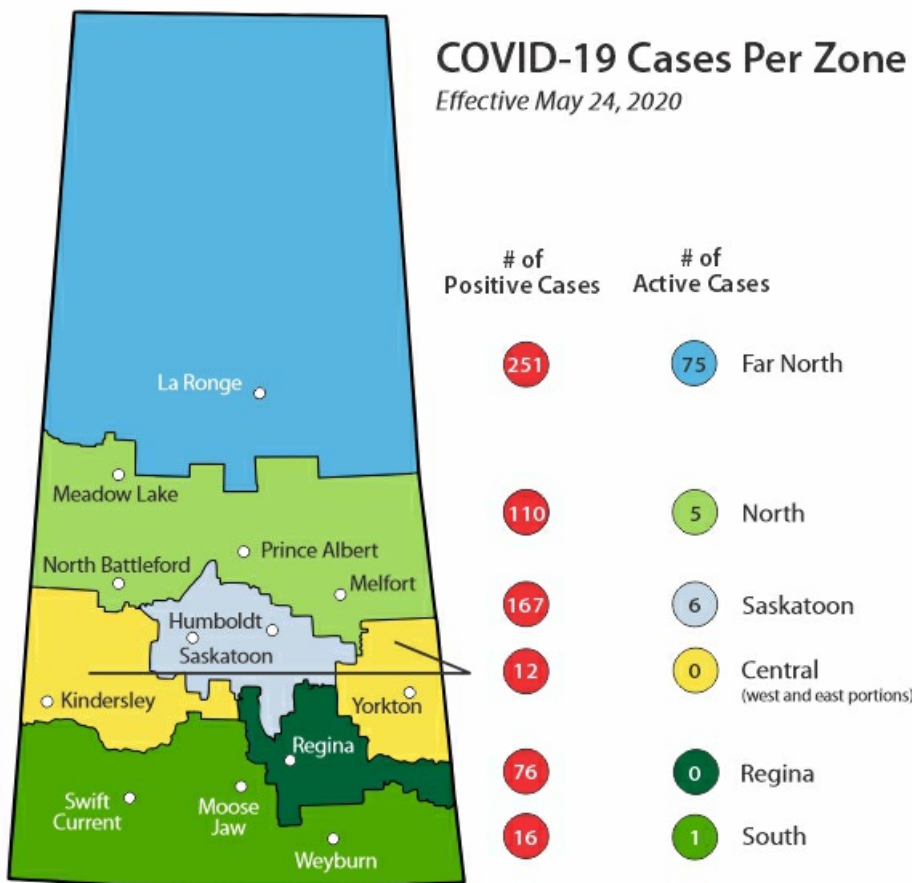 COVID-19 Cases Per Zone
Effective May 24, 2020
# of
Positive Cases
# of
Active Cases
251
75
Far North
La Ronge
Meadow Lake
110
5
North
Prince Albert
North Battleford
Melfort
167
6
Saskatoon
Humboldt
Saskatoon
12
0
Central
(west and east portions)
Kindersley
Yorkton
Regina
76
0
Regina
Swift
Current
Moose
Jaw
16
1
South
Weyburn